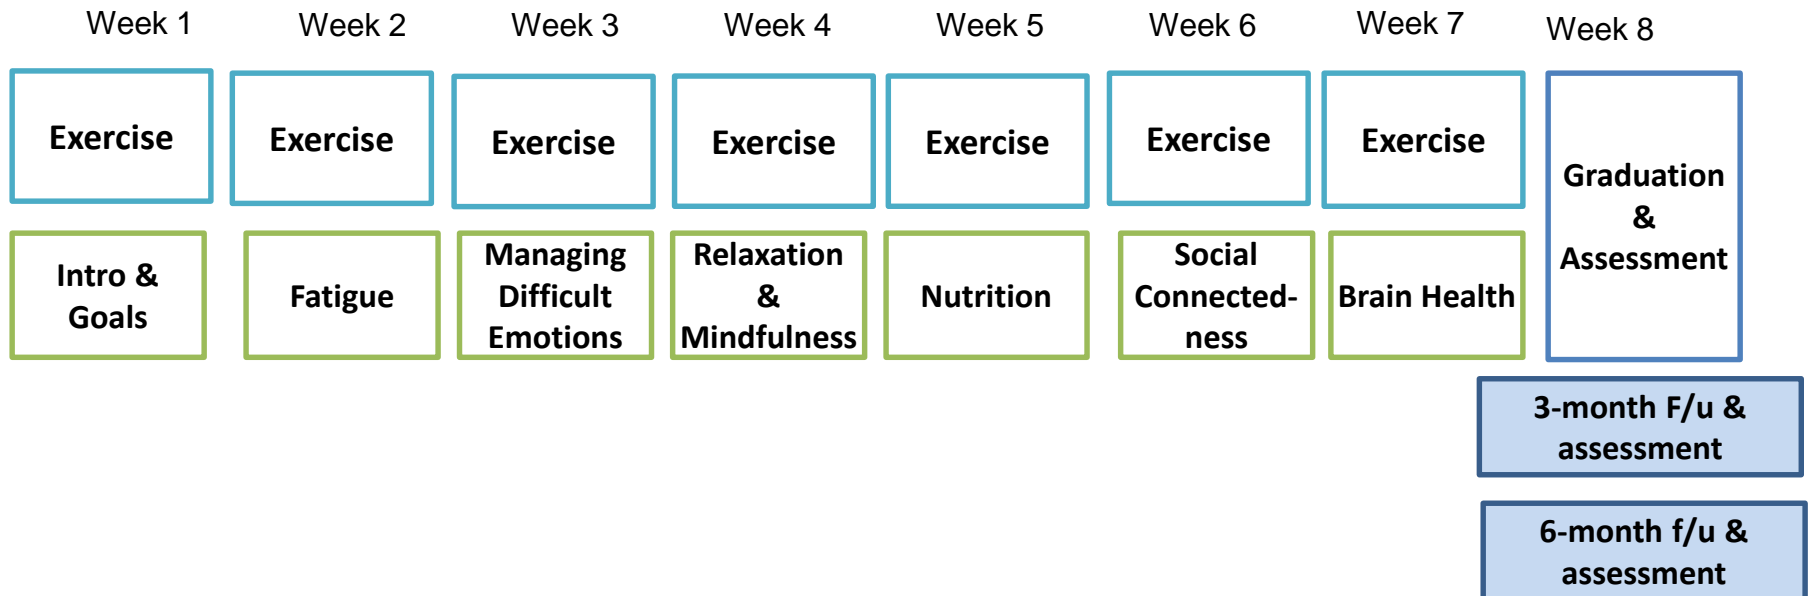 Week 1
Week 2
Week 3
Week 4
Week 5
Week 6
Week 7
Week 8
Exercise
Exercise
Exercise
Exercise
Exercise
Exercise
Exercise
Graduation
&
Assessment
Intro &
Goals
Fatigue
Managing
Difficult
Emotions
Relaxation
&
Mindfulness
Nutrition
Social
Connected-
ness
Brain Health
3-month F/u &
assessment
6-month f/u &
assessment